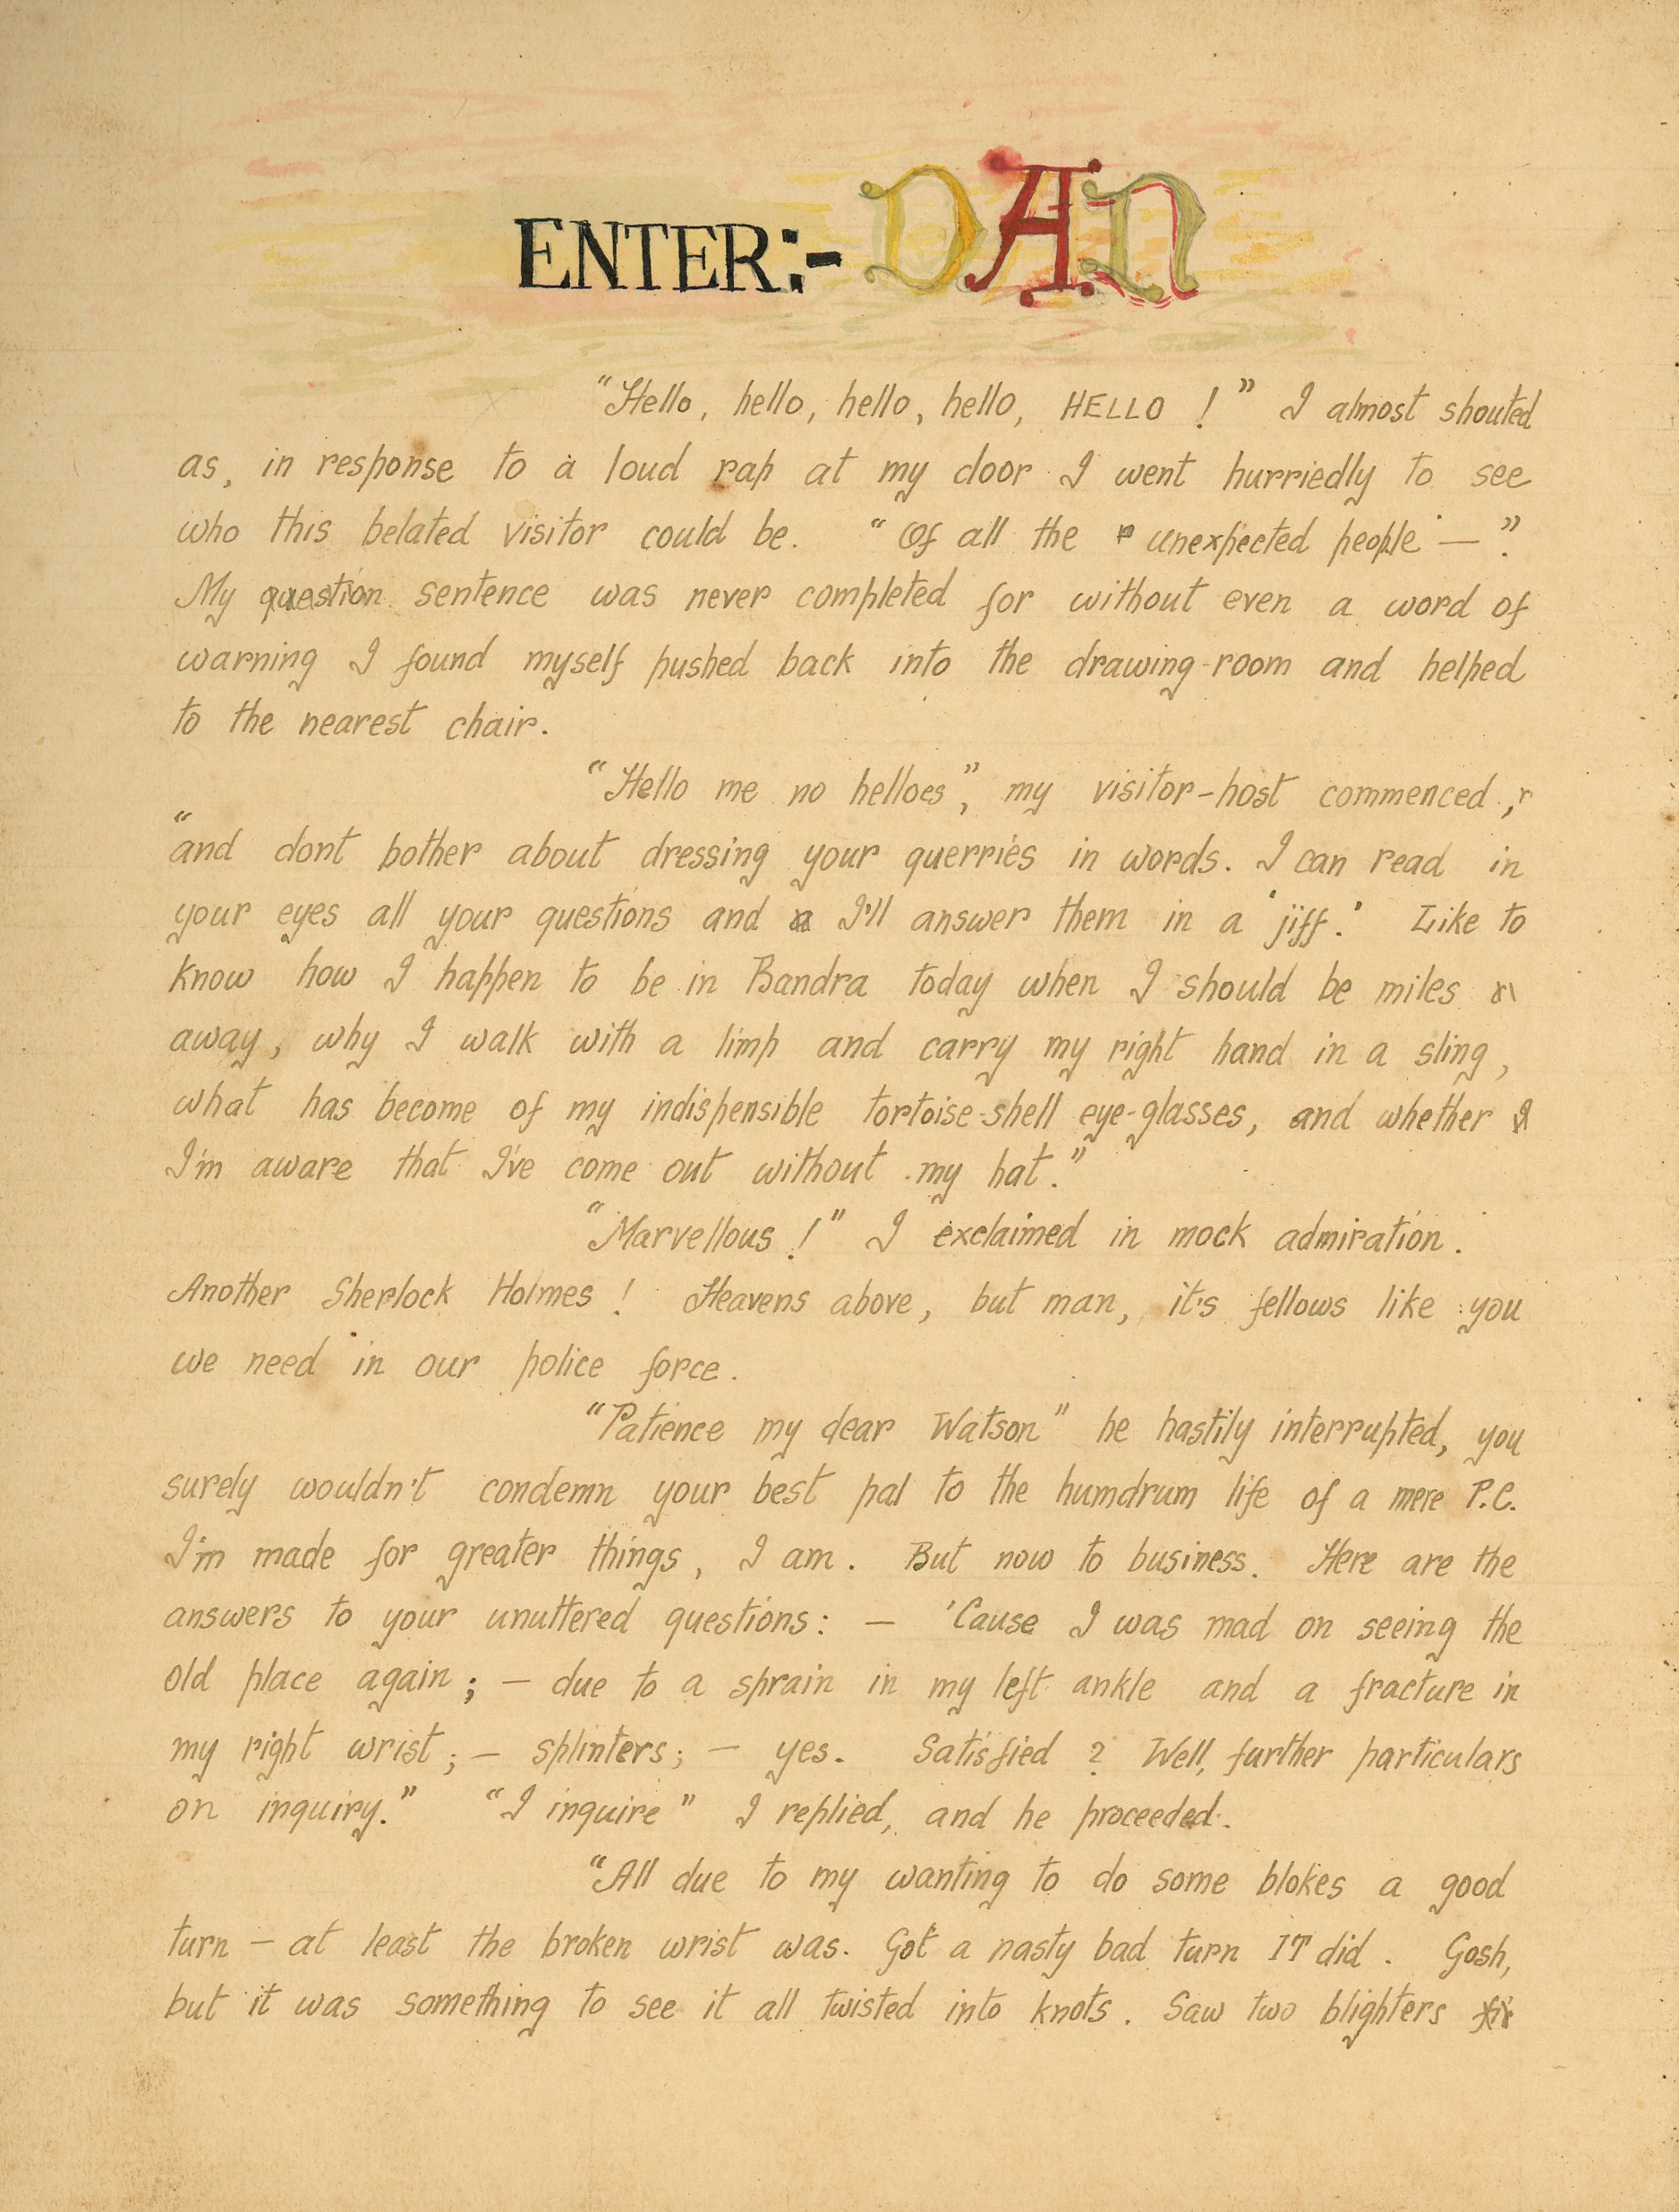 ENTER:- DAN
"Hello, hello, hello, hello, HELLO !" I almost shouted
as, in response to a loud rap at my door I went hurriedly to see
who this belated visitor could be. "Of all the unexpected people — ".
My question sentence was never completed for without even a word of
warning I found myself pushed back into the drawing-room and helped
to the nearest chair.
"Hello me no helloes", my visitor-host commenced,
"and dont bother about dressing your querries in words. I can read in
your eyes all your questions and I'll answer them in a 'jiff.' Like to
know how I happen to be in Bandra today when I should be miles
away, why I walk with a limp and carry my right hand in a sling,
what has become of my indispensible tortoise-shell eye-glasses, and whether
I'm aware that I've come out without my hat."
"Marvellous !" I exclaimed in mock admiration.
Another Sherlock Holmes ! Heavens above, but man, it's fellows like you
we need in our police force.
"Patience my dear Watson" he hastily interrupted, you
surely wouldn't condemn your best pal to the humdrum life of a mere P.C.
I'm made for greater things, I am. But now to business. Here are the
answers to your unuttered questions: — 'Cause I was mad on seeing the
old place again; — due to a sprain in my left ankle and a fracture in
my right wrist; — splinters; — yes. Satisfied ? Well, further particulars
on inquiry." "I inquire" I replied, and he proceeded.
"All due to my wanting to do some blokes a good
turn — at least the broken wrist was. Got a nasty bad turn IT did. Gosh,
but it was something to see it all twisted into knots. Saw two blighters